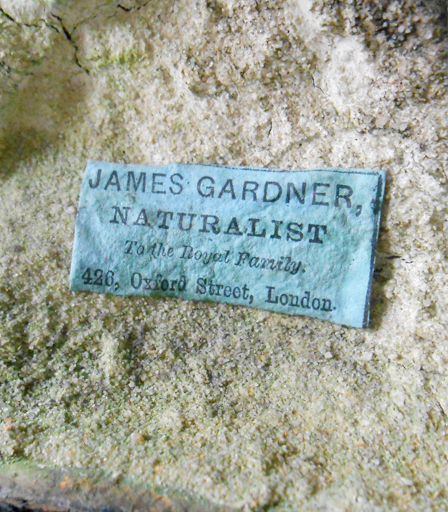 JAMES GARDNER,
NATURALIST
To the Royal Family.
426, Oxford Street, London.